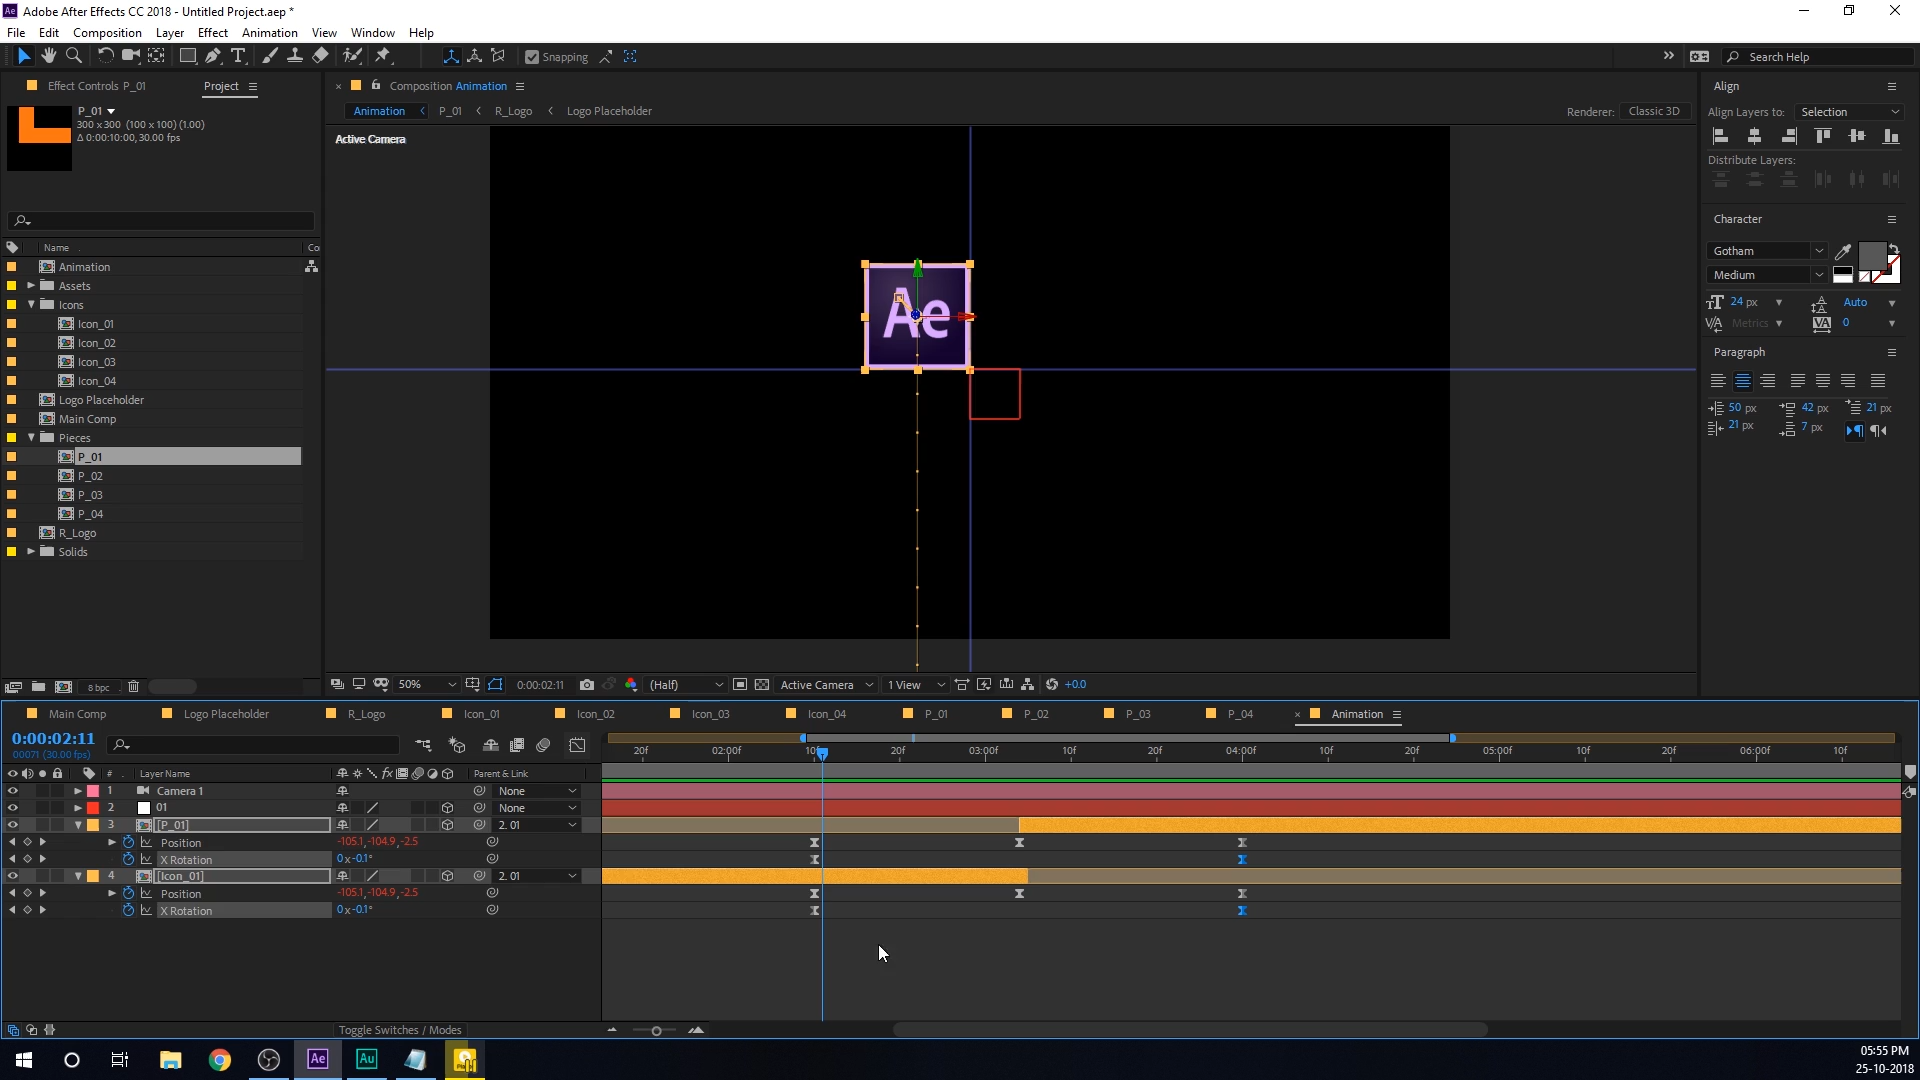 Ae Adobe After Effects CC 2018 - Untitled Project.aep *
File Edit Composition Layer Effect Animation View Window Help
Snapping
Search Help
Effect Controls P_01
Project
P_01
300 x 300 (100 x 100) (1.00)
Δ 0:00:10:00, 30.00 fps
Name
Co
Animation
Assets
Icons
Icon_01
Icon_02
Icon_03
Icon_04
Logo Placeholder
Main Comp
Pieces
P_01
P_02
P_03
P_04
R_Logo
Solids
8 bpc
Composition Animation
Animation P_01 R_Logo Logo Placeholder
Renderer: Classic 3D
Active Camera
Ae
50% 0:00:02:11 (Half) Active Camera 1 View +0.0
Align
Align Layers to: Selection
Distribute Layers:
Character
Gotham
Medium
24 px Auto
Metrics 0
Paragraph
50 px 42 px 21 px
21 px 7 px
Main Comp Logo Placeholder R_Logo Icon_01 Icon_02 Icon_03 Icon_04 P_01 P_02 P_03 P_04 Animation
0:00:02:11
00071 (30.00 fps)
20f 02:00f 10f 20f 03:00f 10f 20f 04:00f 10f 20f 05:00f 10f 20f 06:00f 10f
# Layer Name fx Parent & Link
1 Camera 1 None
2 01 None
3 [P_01] 2. 01
Position -105.1, -104.9, -2.5
X Rotation 0x-0.1°
4 [Icon_01] 2. 01
Position -105.1, -104.9, -2.5
X Rotation 0x-0.1°
Toggle Switches / Modes
Ae Au
05:55 PM
25-10-2018